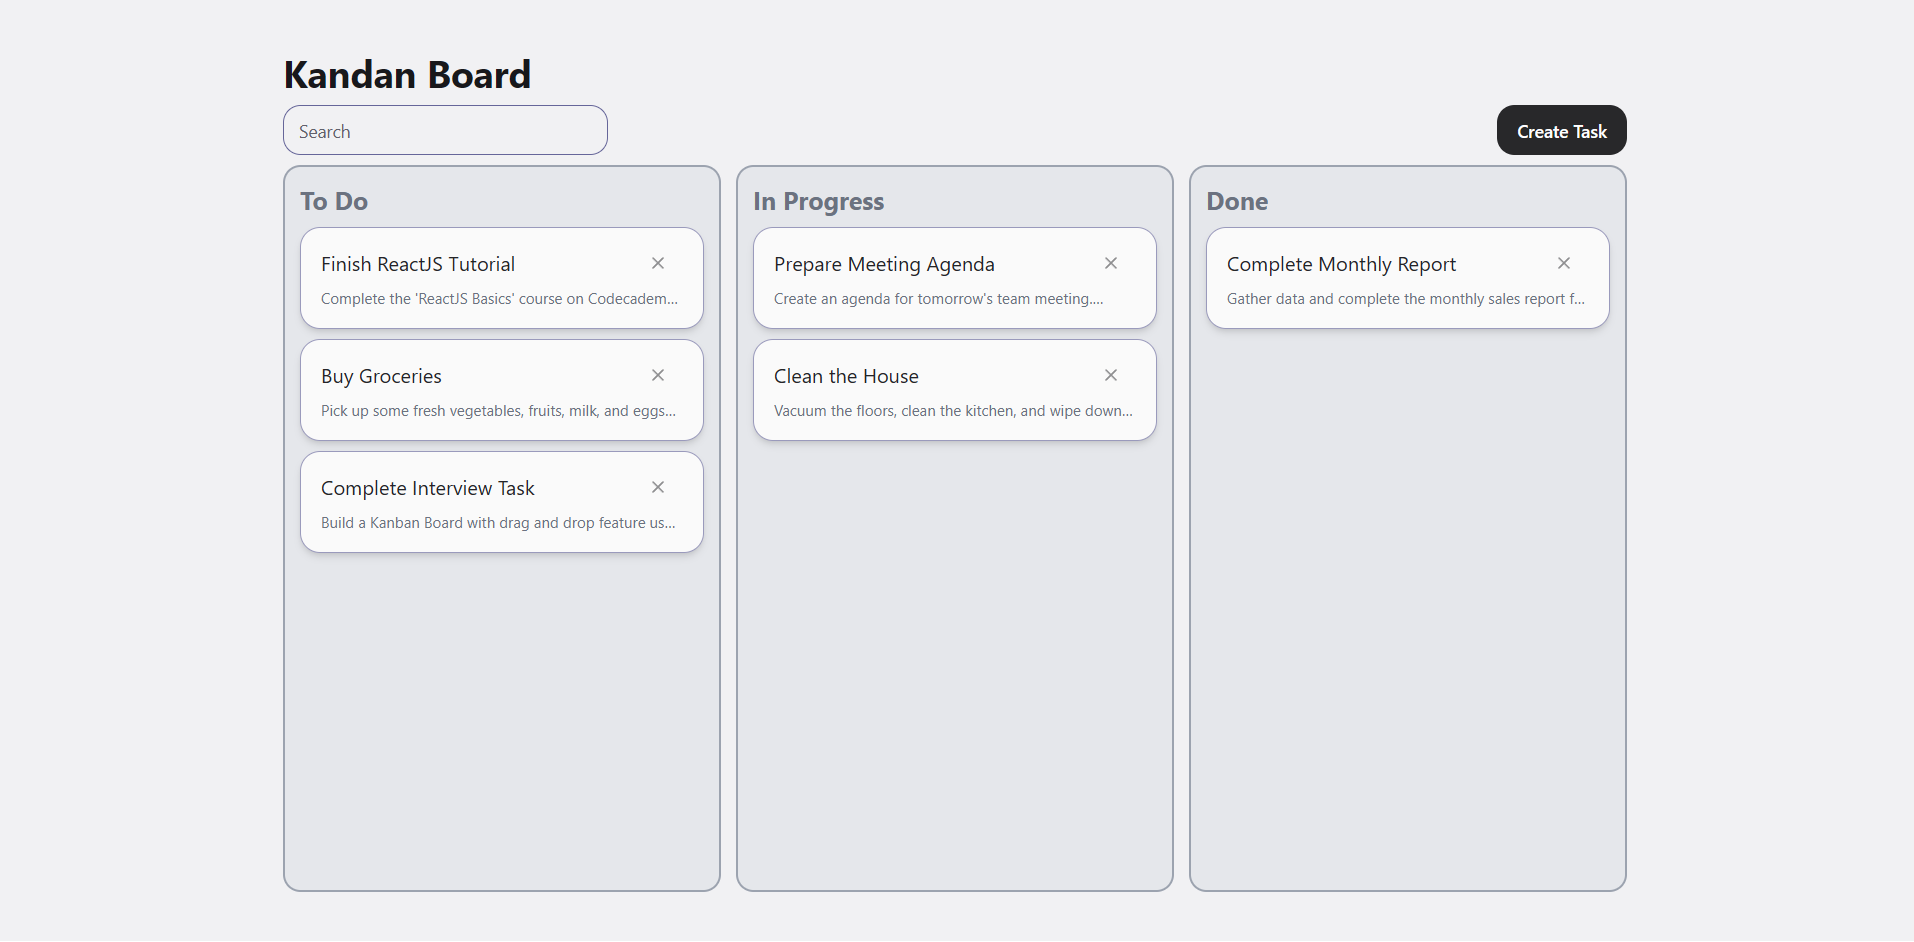 Kandan Board
Search
Create Task
To Do
Finish ReactJS Tutorial
Complete the 'ReactJS Basics' course on Codecadem...
Buy Groceries
Pick up some fresh vegetables, fruits, milk, and eggs...
Complete Interview Task
Build a Kanban Board with drag and drop feature us...
In Progress
Prepare Meeting Agenda
Create an agenda for tomorrow's team meeting....
Clean the House
Vacuum the floors, clean the kitchen, and wipe down...
Done
Complete Monthly Report
Gather data and complete the monthly sales report f...